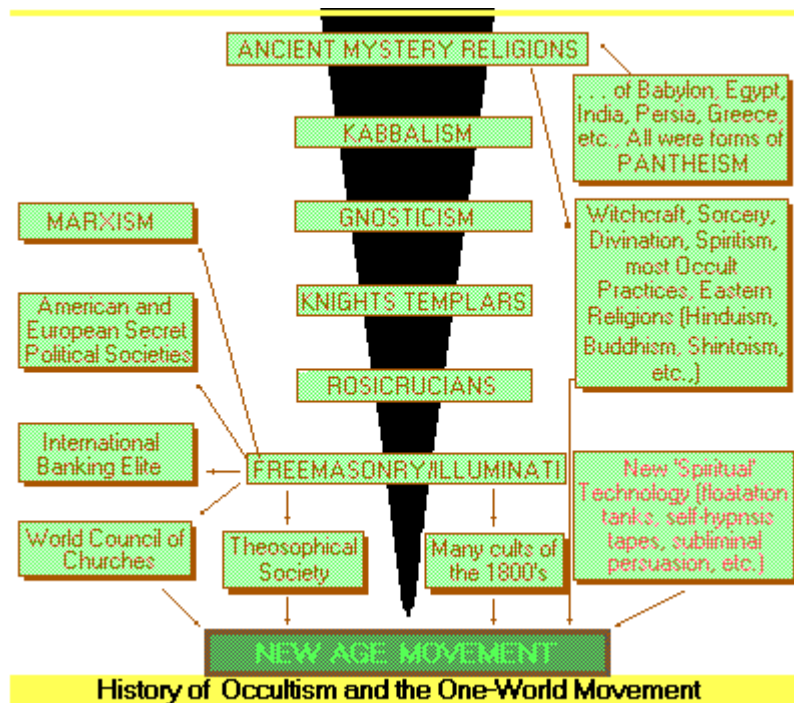 ANCIENT MYSTERY RELIGIONS
. . . of Babylon, Egypt,
India, Persia, Greece,
etc., All were forms of
PANTHEISM
KABBALISM
MARXISM
GNOSTICISM
Witchcraft, Sorcery,
Divination, Spiritism,
most Occult
Practices, Eastern
Religions (Hinduism,
Buddhism, Shintoism,
etc.,)
American and
European Secret
Political Societies
KNIGHTS TEMPLARS
ROSICRUCIANS
International
Banking Elite
FREEMASONRY/ILLUMINATI
New 'Spiritual'
Technology (floatation
tanks, self-hypnsis
tapes, subliminal
persuasion, etc.)
World Council of
Churches
Theosophical
Society
Many cults of
the 1800's
NEW AGE MOVEMENT
History of Occultism and the One-World Movement